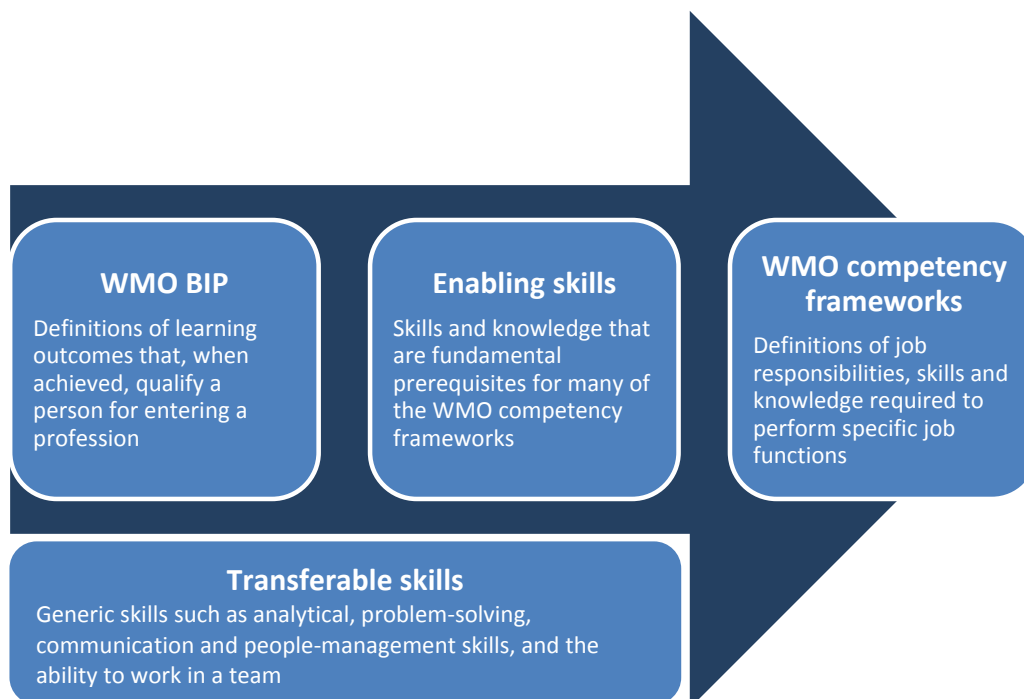 WMO BIP
Definitions of learning
outcomes that, when
achieved, qualify a
person for entering a
profession
Enabling skills
Skills and knowledge that
are fundamental
prerequisites for many of
the WMO competency
frameworks
WMO competency
frameworks
Definitions of job
responsibilities, skills and
knowledge required to
perform specific job
functions
Transferable skills
Generic skills such as analytical, problem-solving,
communication and people-management skills, and the
ability to work in a team